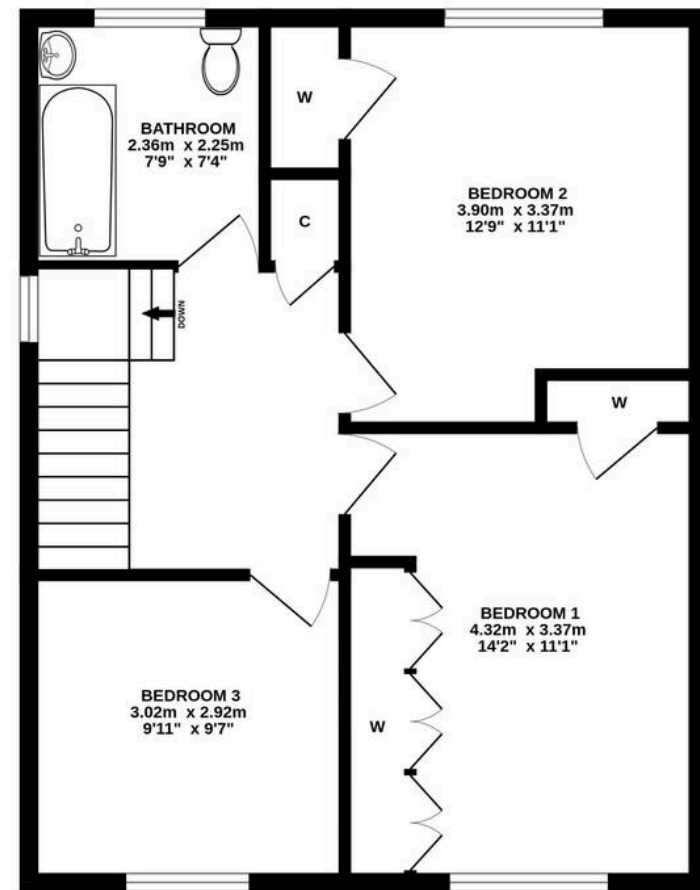 BATHROOM
2.36m x 2.25m
7'9" x 7'4"
W
BEDROOM 2
3.90m x 3.37m
12'9" x 11'1"
C
DOWN
W
BEDROOM 1
4.32m x 3.37m
14'2" x 11'1"
BEDROOM 3
3.02m x 2.92m
9'11" x 9'7"
W